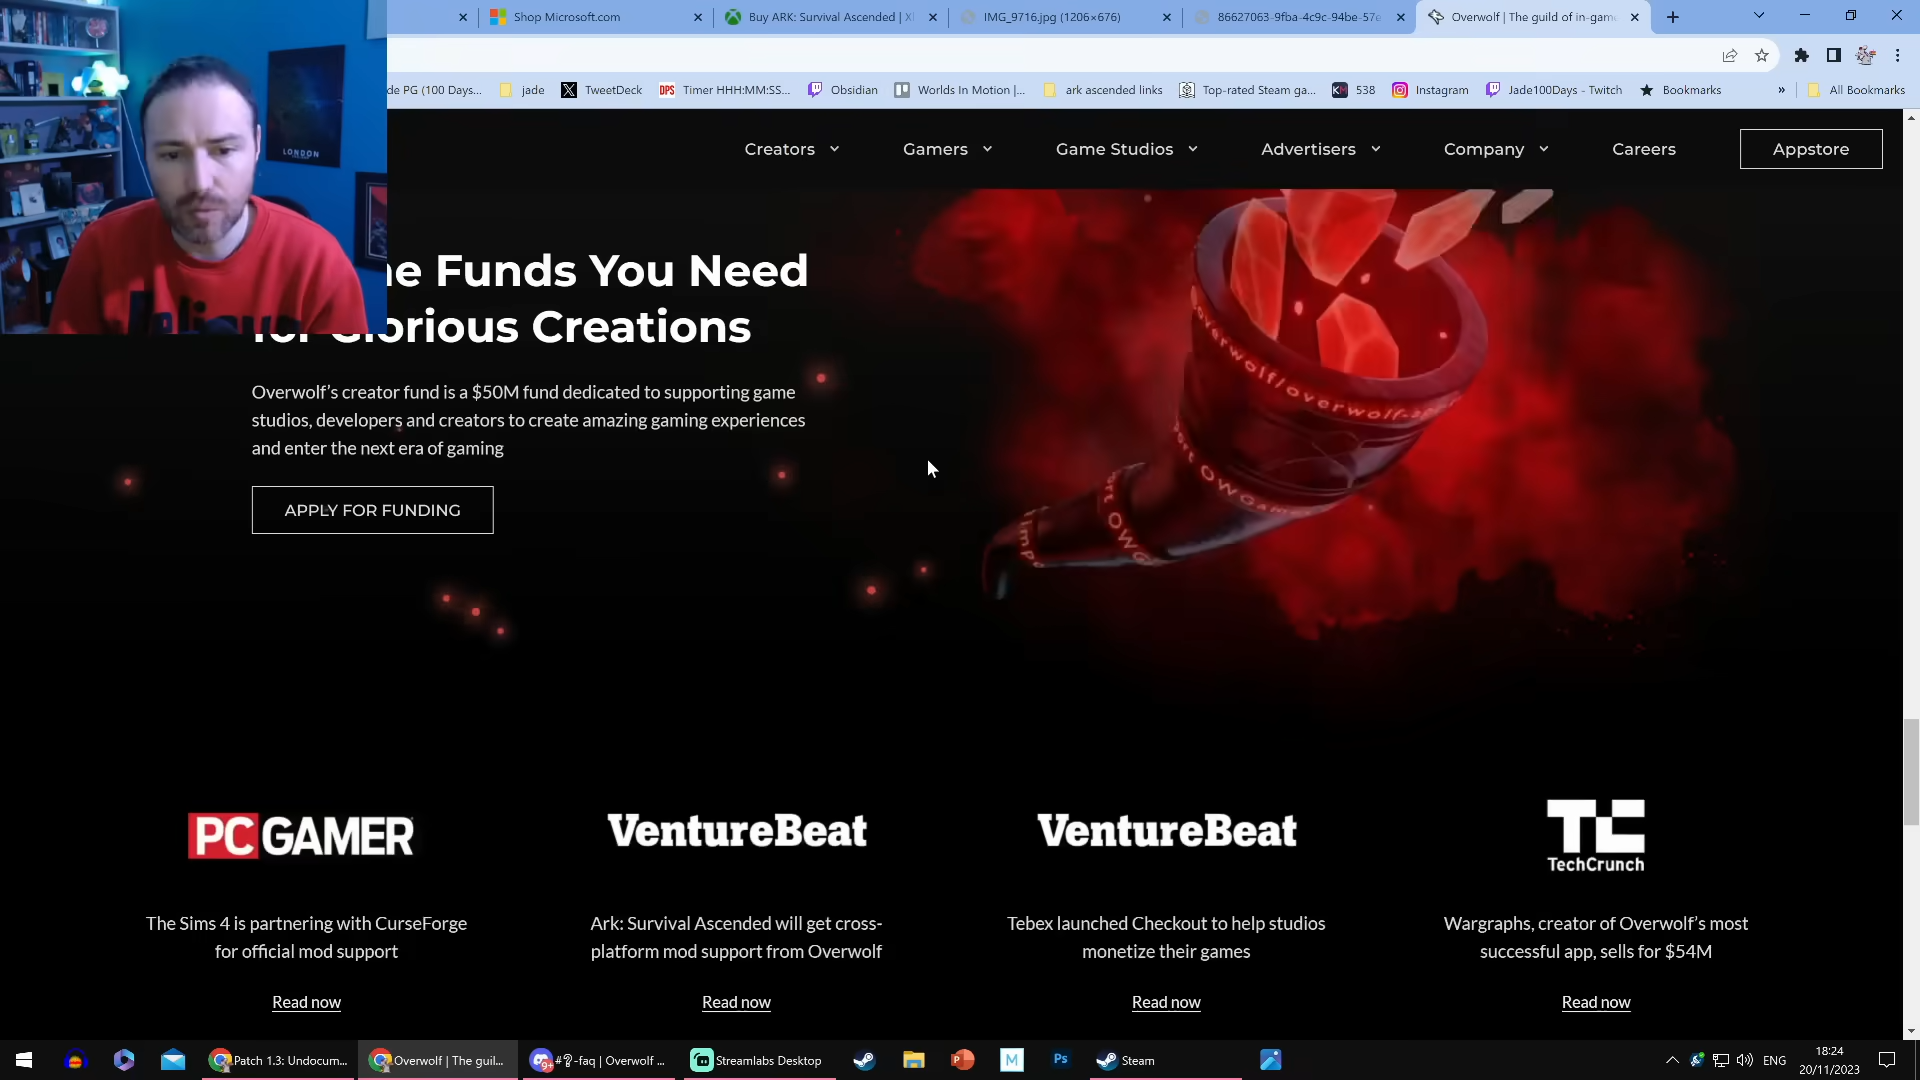 Shop Microsoft.com
Buy ARK: Survival Ascended | X
IMG_9716.jpg (1206×676)
86627063-9fba-4c9c-94be-57e
Overwolf | The guild of in-gam
de PG (100 Days...
jade
TweetDeck
DPS
Timer HHH:MM:SS...
Obsidian
Worlds In Motion |...
ark ascended links
Top-rated Steam ga...
538
Instagram
Jade100Days - Twitch
Bookmarks
»
All Bookmarks
LONDON
Creators
Gamers
Game Studios
Advertisers
Company
Careers
Appstore
e Funds You Need
for Glorious Creations
Overwolf’s creator fund is a $50M fund dedicated to supporting game
studios, developers and creators to create amazing gaming experiences
and enter the next era of gaming
APPLY FOR FUNDING
PC GAMER
The Sims 4 is partnering with CurseForge
for official mod support
Read now
VentureBeat
Ark: Survival Ascended will get cross-
platform mod support from Overwolf
Read now
VentureBeat
Tebex launched Checkout to help studios
monetize their games
Read now
TC
TechCrunch
Wargraphs, creator of Overwolf’s most
successful app, sells for $54M
Read now
Patch 1.3: Undocum...
Overwolf | The guil...
9+
#❔-faq | Overwolf ...
Streamlabs Desktop
M
Ps
Steam
ENG
18:24
20/11/2023